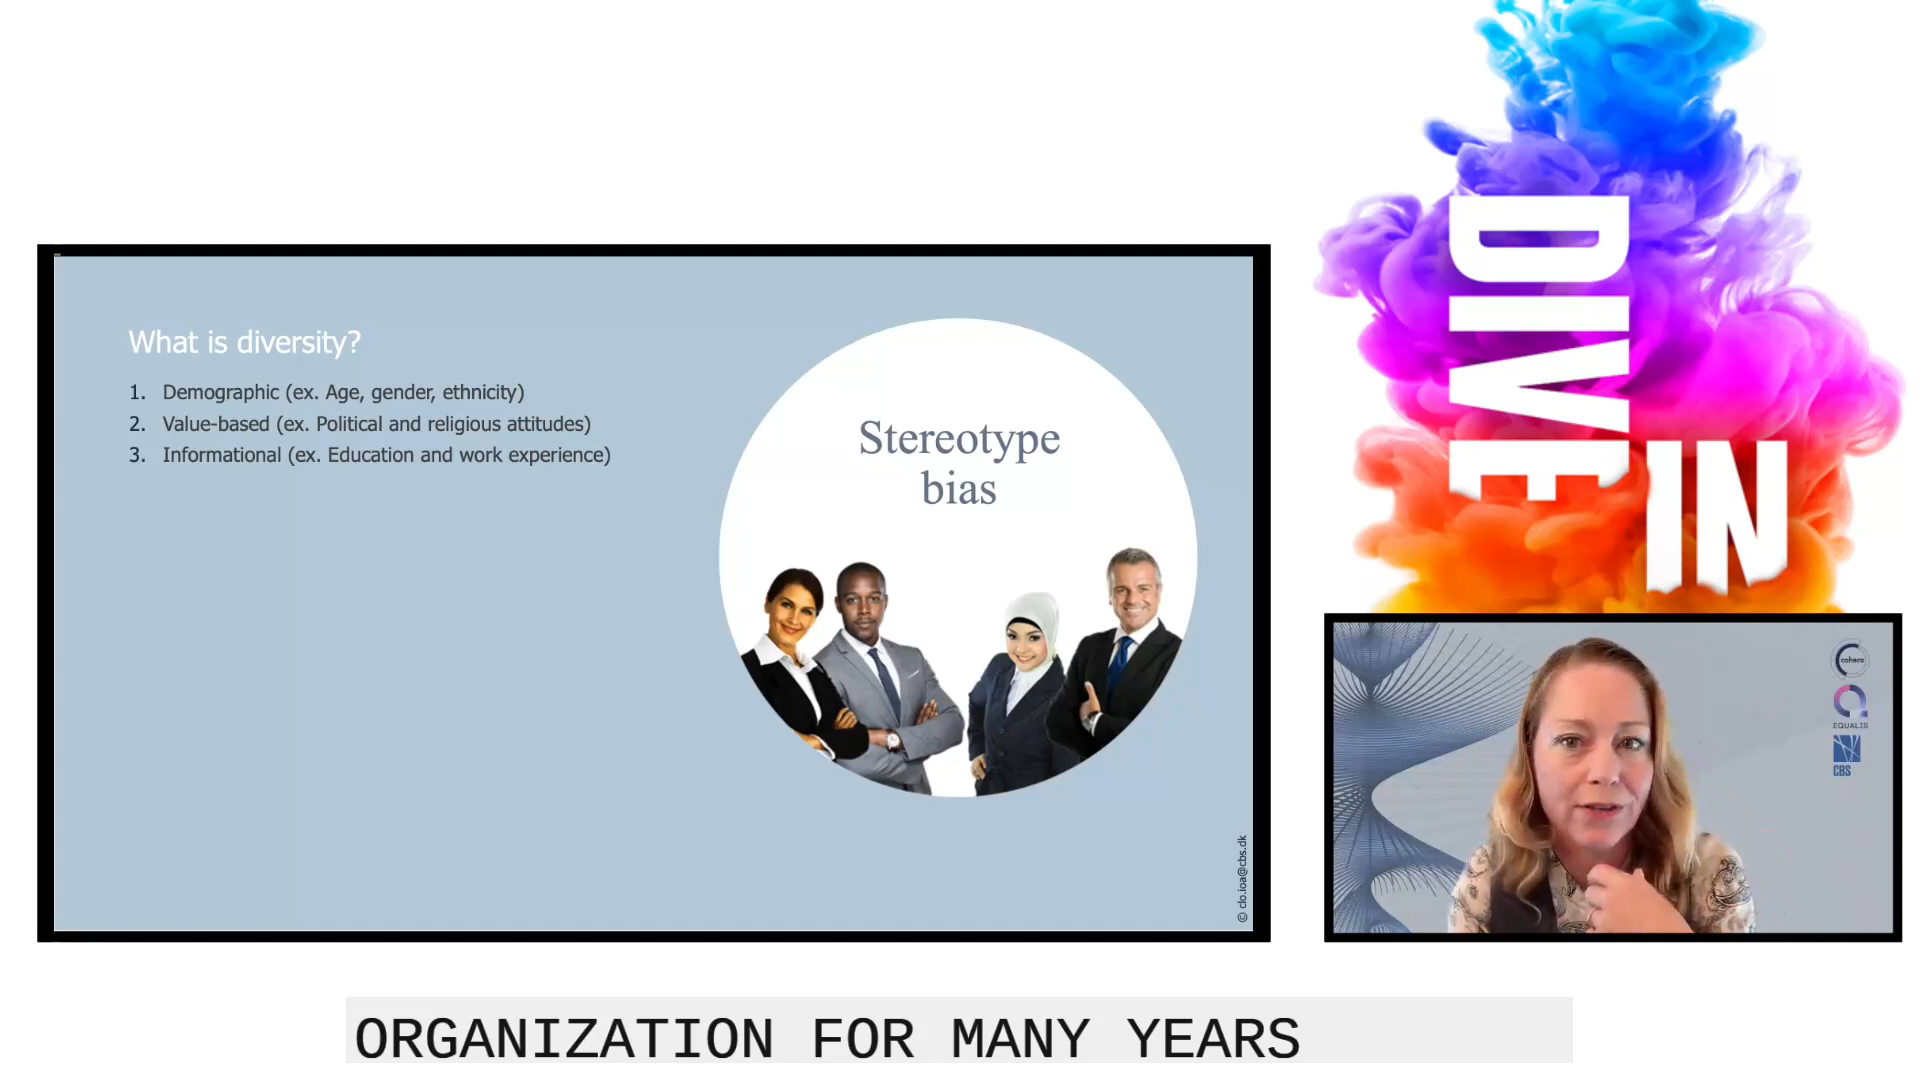 What is diversity?
1. Demographic (ex. Age, gender, ethnicity)
2. Value-based (ex. Political and religious attitudes)
3. Informational (ex. Education and work experience)
Stereotype
bias
© clo.ioa@cbs.dk
DIVE
IN
cohera
EQUALIS
CBS
ORGANIZATION FOR MANY YEARS